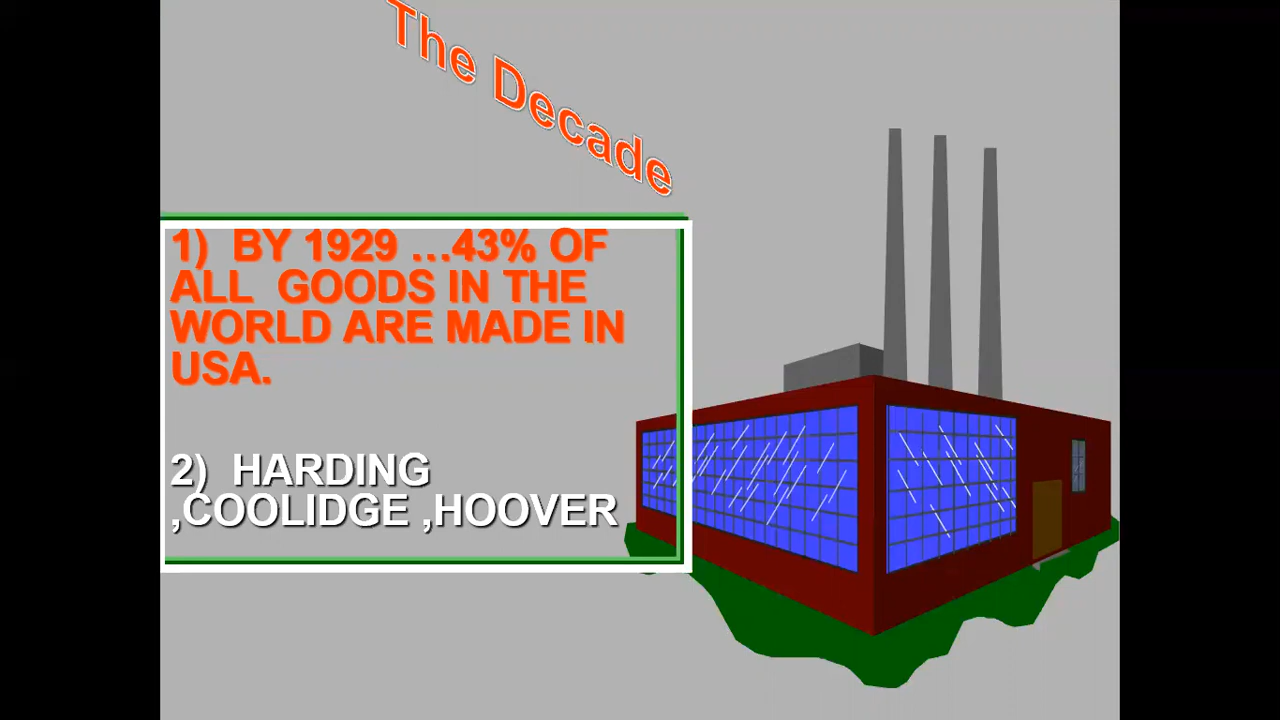 The Decade
1)  BY 1929 …43% OF
ALL  GOODS IN THE
WORLD ARE MADE IN
USA.
2)  HARDING
,COOLIDGE ,HOOVER